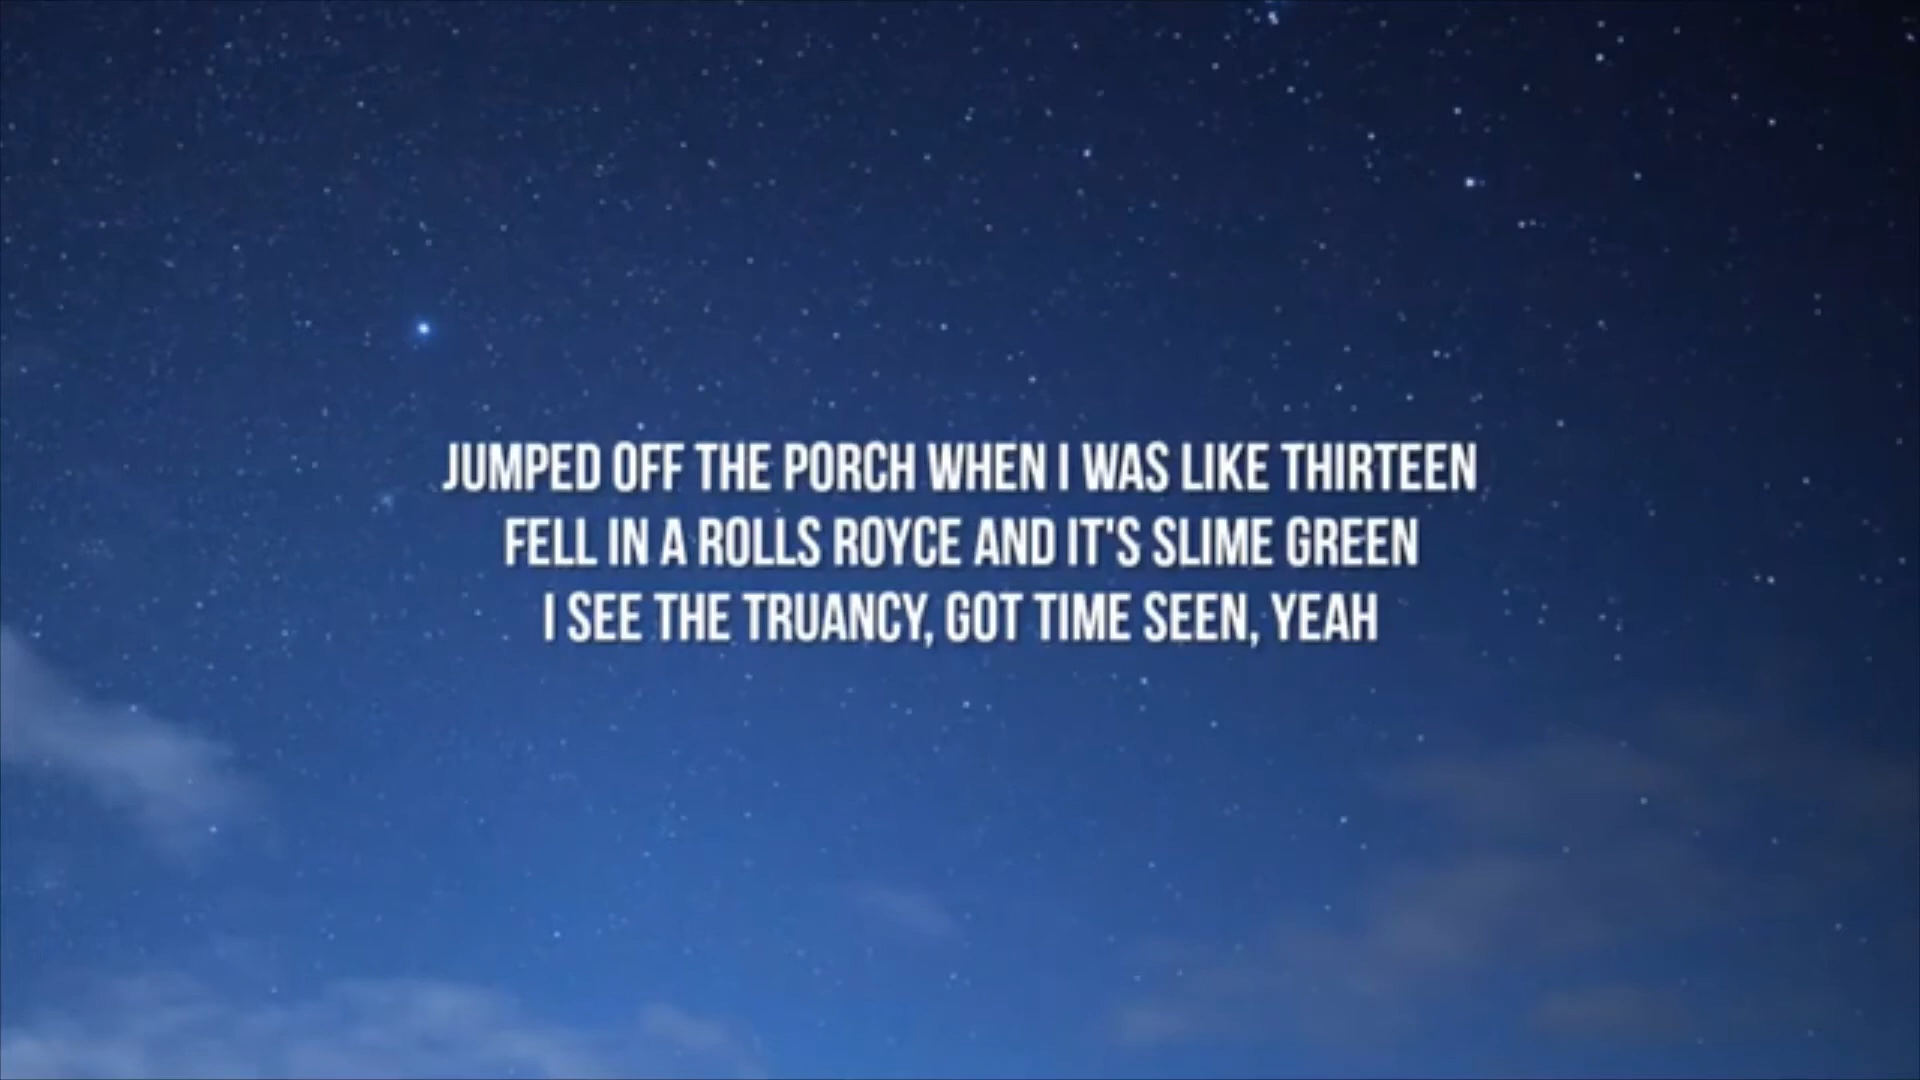 JUMPED OFF THE PORCH WHEN I WAS LIKE THIRTEEN
FELL IN A ROLLS ROYCE AND IT'S SLIME GREEN
I SEE THE TRUANCY, GOT TIME SEEN, YEAH